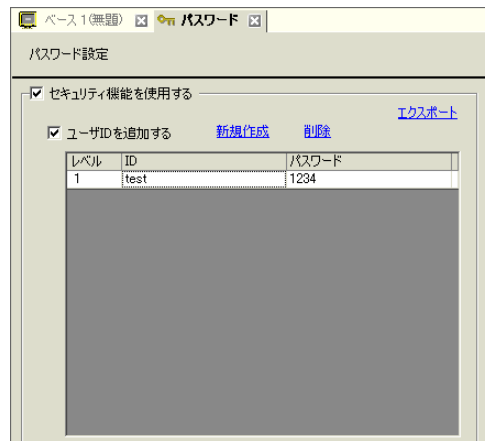 ベース1(無題) パスワード
パスワード設定
セキュリティ機能を使用する
エクスポート
ユーザIDを追加する 新規作成 削除
レベル ID パスワード
1 test 1234